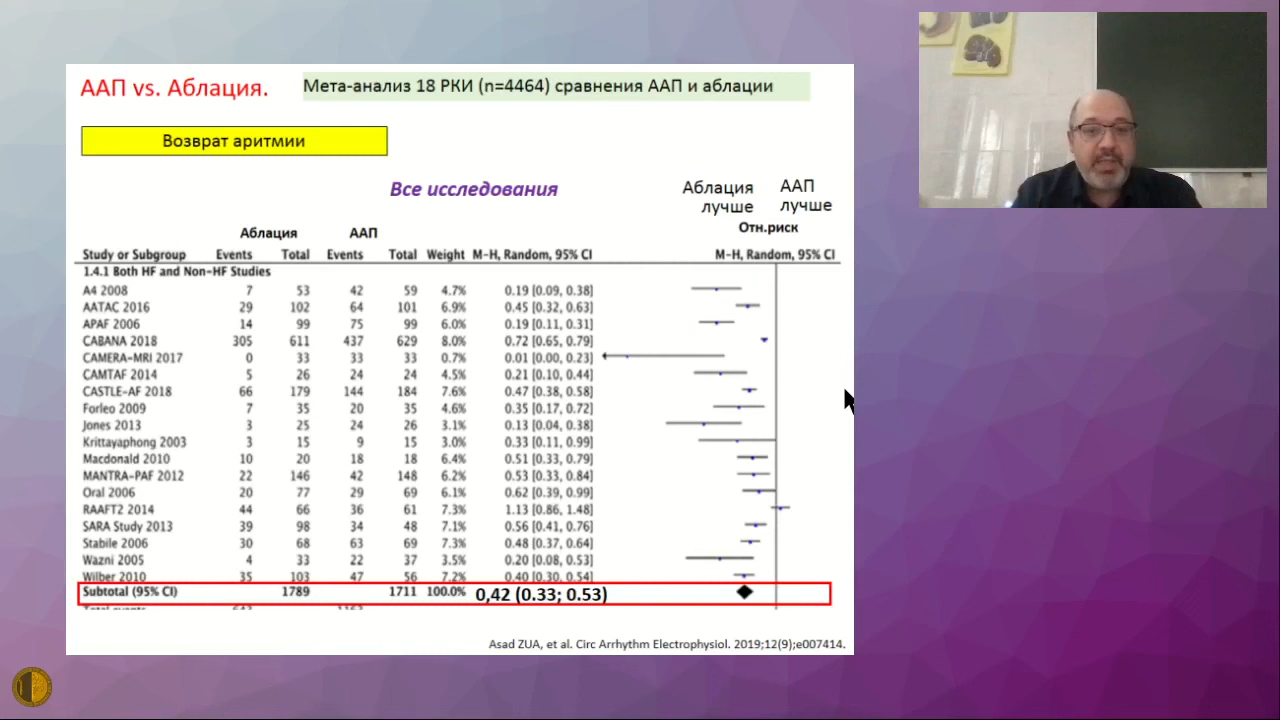 ААП vs. Аблация.
Мета-анализ 18 РКИ (n=4464) сравнения ААП и аблации
Возврат аритмии
Все исследования
Аблация лучше
ААП лучше
Отн.риск
Аблация ААП
Study or Subgroup Events Total Events Total Weight M-H, Random, 95% CI M-H, Random, 95% CI
1.4.1 Both HF and Non-HF Studies
A4 2008 7 53 42 59 4.7% 0.19 [0.09, 0.38]
AATAC 2016 29 102 64 101 6.9% 0.45 [0.32, 0.63]
APAF 2006 14 99 75 99 6.0% 0.19 [0.11, 0.31]
CABANA 2018 305 611 437 629 8.0% 0.72 [0.65, 0.79]
CAMERA-MRI 2017 0 33 33 33 0.7% 0.01 [0.00, 0.23]
CAMTAF 2014 5 26 24 24 4.5% 0.21 [0.10, 0.44]
CASTLE-AF 2018 66 179 144 184 7.6% 0.47 [0.38, 0.58]
Forleo 2009 7 35 20 35 4.6% 0.35 [0.17, 0.72]
Jones 2013 3 25 24 26 3.1% 0.13 [0.04, 0.38]
Krittayaphong 2003 3 15 9 15 3.0% 0.33 [0.11, 0.99]
Macdonald 2010 10 20 18 18 6.4% 0.51 [0.33, 0.79]
MANTRA-PAF 2012 22 146 42 148 6.2% 0.53 [0.33, 0.84]
Oral 2006 20 77 29 69 6.1% 0.62 [0.39, 0.99]
RAAFT2 2014 44 66 36 61 7.3% 1.13 [0.86, 1.48]
SARA Study 2013 39 98 34 48 7.1% 0.56 [0.41, 0.76]
Stabile 2006 30 68 63 69 7.3% 0.48 [0.37, 0.64]
Wazni 2005 4 33 22 37 3.5% 0.20 [0.08, 0.53]
Wilber 2010 35 103 47 56 7.2% 0.40 [0.30, 0.54]
Subtotal (95% CI) 1789 1711 100.0% 0,42 (0.33; 0.53)
Asad ZUA, et al. Circ Arrhythm Electrophysiol. 2019;12(9);e007414.